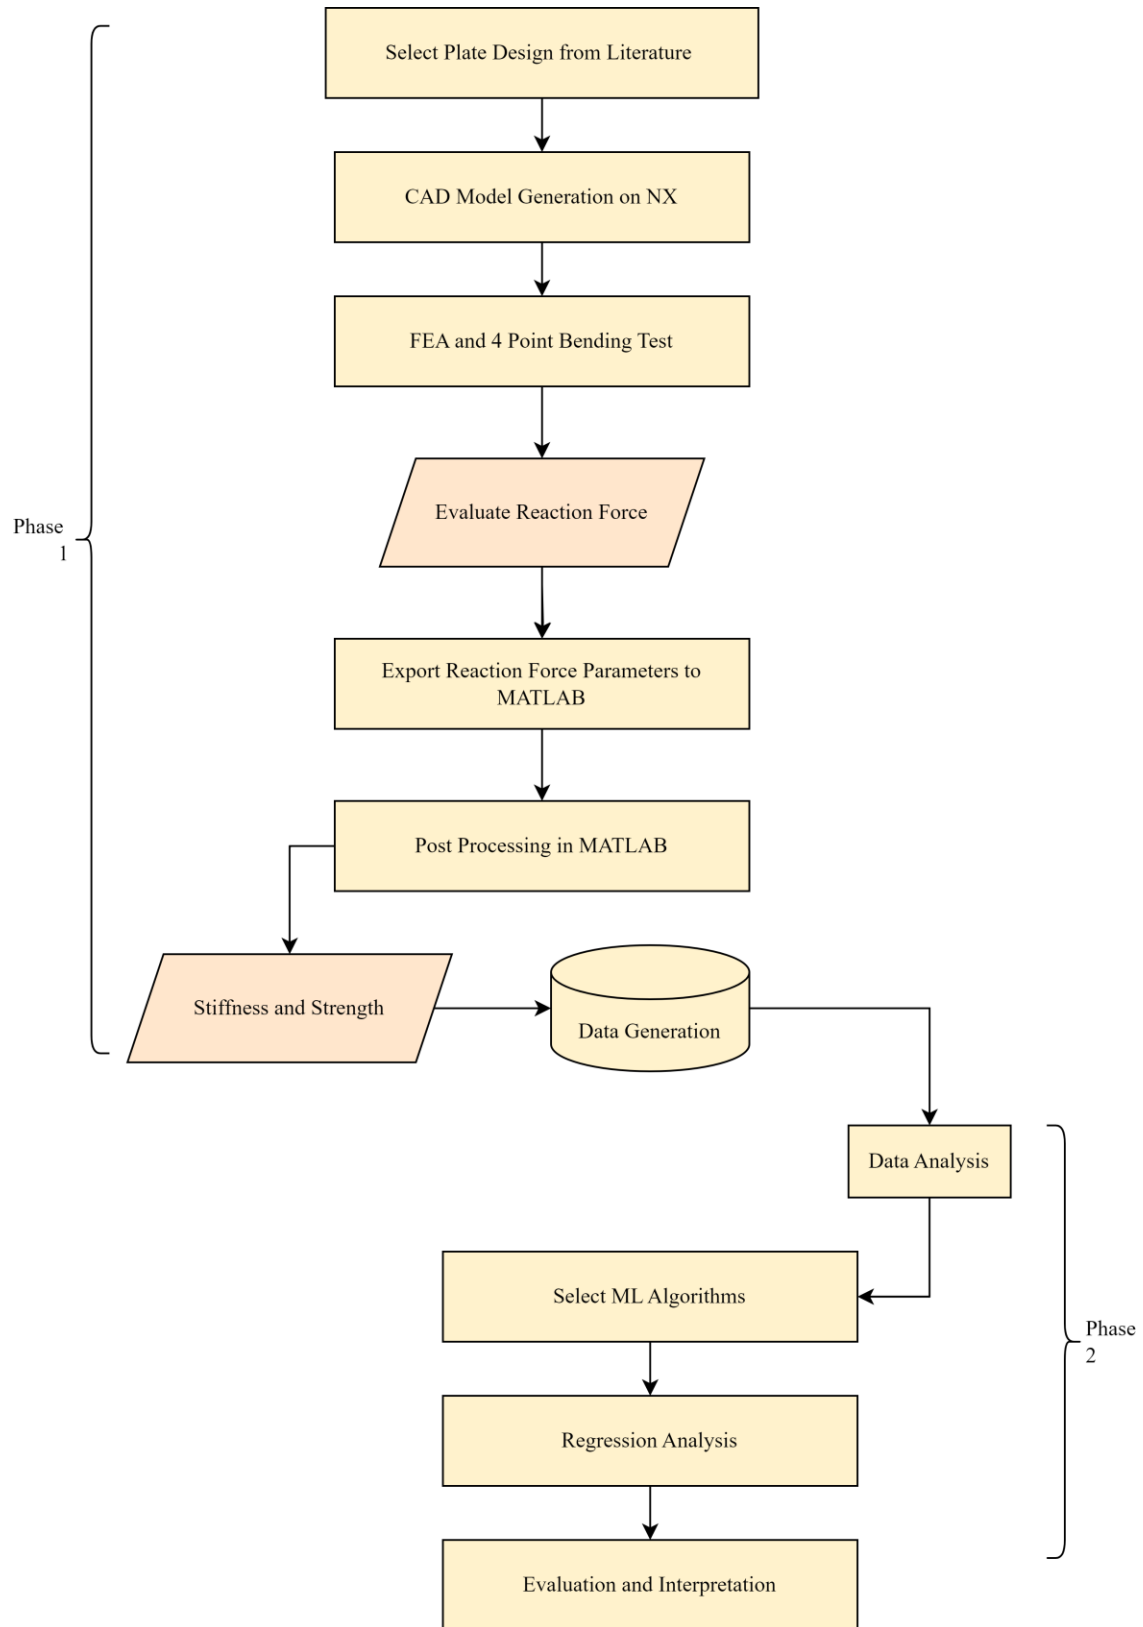 Select Plate Design from Literature
CAD Model Generation on NX
FEA and 4 Point Bending Test
Evaluate Reaction Force
Phase
1
Export Reaction Force Parameters to
MATLAB
Post Processing in MATLAB
Stiffness and Strength
Data Generation
Data Analysis
Select ML Algorithms
Phase
2
Regression Analysis
Evaluation and Interpretation